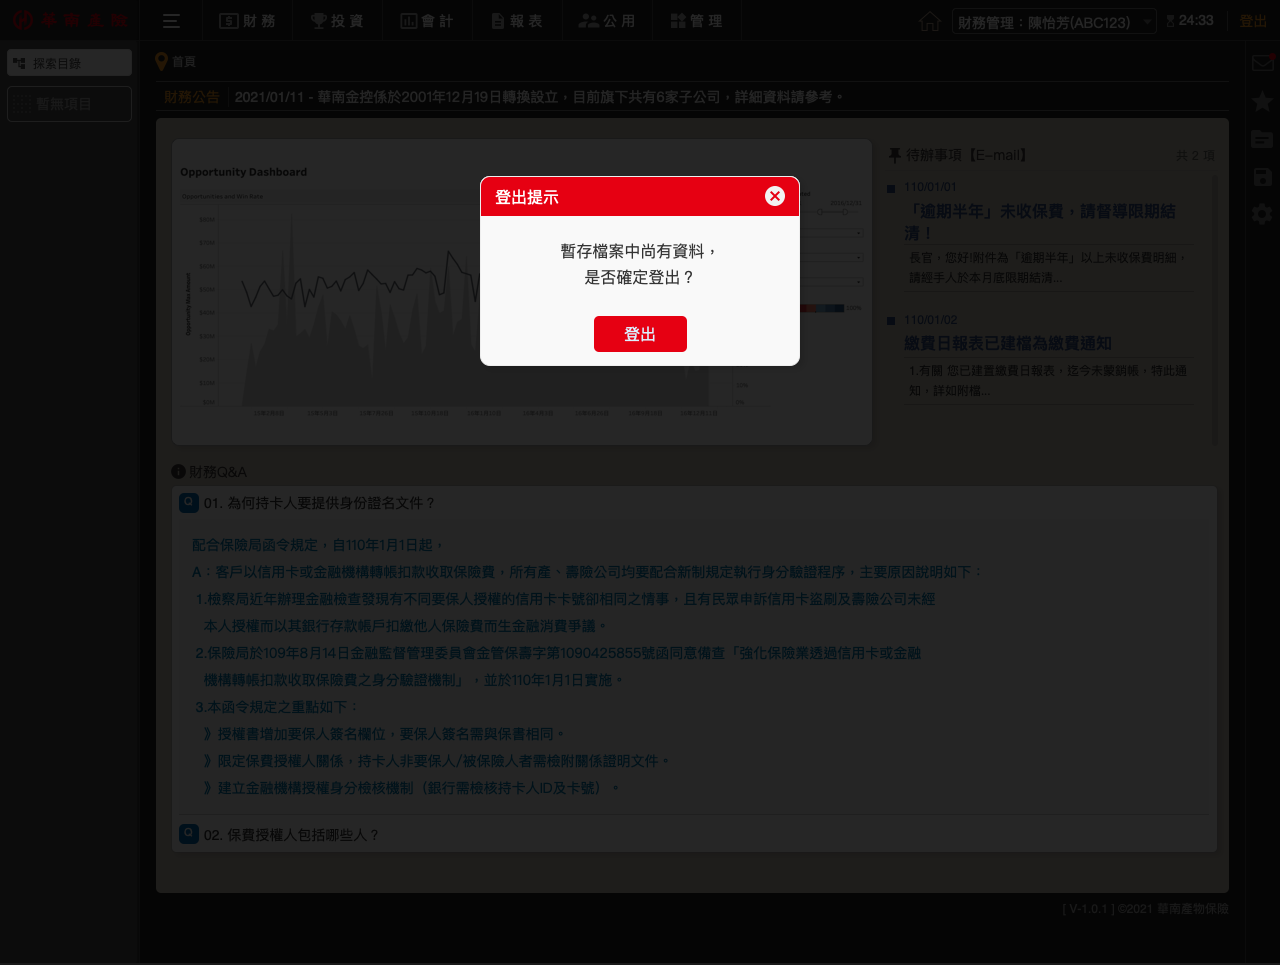 華南產險
財務
投資
會計
報表
公用
管理
財務管理：陳怡芳(ABC123)
24:33
登出
探索目錄
暫無項目
首頁
財務公告
2021/01/11 - 華南金控係於2001年12月19日轉換設立，目前旗下共有6家子公司，詳細資料請參考。
Opportunity Dashboard
登出提示
暫存檔案中尚有資料，
是否確定登出？
登出
待辦事項【E-mail】
共 2 項
110/01/01
「逾期半年」未收保費，請督導限期結
清！
長官，您好!附件為「逾期半年」以上未收保費明細，
請經手人於本月底限期結清...
110/01/02
繳費日報表已建檔為繳費通知
1.有關 您已建置繳費日報表，迄今未蒙銷帳，特此通
知，詳如附檔...
財務Q&A
Q 01. 為何持卡人要提供身份證名文件？
配合保險局函令規定，自110年1月1日起，
A：客戶以信用卡或金融機構轉帳扣款收取保險費，所有產、壽險公司均要配合新制規定執行身分驗證程序，主要原因說明如下：
1.檢察局近年辦理金融檢查發現有不同要保人授權的信用卡卡號卻相同之情事，且有民眾申訴信用卡盜刷及壽險公司未經
本人授權而以其銀行存款帳戶扣繳他人保險費而生金融消費爭議。
2.保險局於109年8月14日金融監督管理委員會金管保壽字第1090425855號函同意備查「強化保險業透過信用卡或金融
機構轉帳扣款收取保險費之身分驗證機制」，並於110年1月1日實施。
3.本函令規定之重點如下：
》授權書增加要保人簽名欄位，要保人簽名需與保書相同。
》限定保費授權人關係，持卡人非要保人/被保險人者需檢附關係證明文件。
》建立金融機構授權身分檢核機制（銀行需檢核持卡人ID及卡號）。
Q 02. 保費授權人包括哪些人？
[ V-1.0.1 ] ©2021 華南產物保險